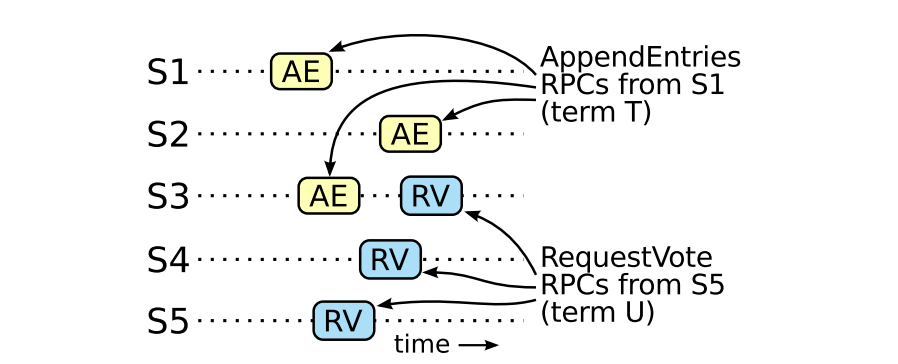 S1 AE AppendEntries
RPCs from S1
(term T)
S2 AE
S3 AE RV
S4 RV RequestVote
RPCs from S5
(term U)
S5 RV
time